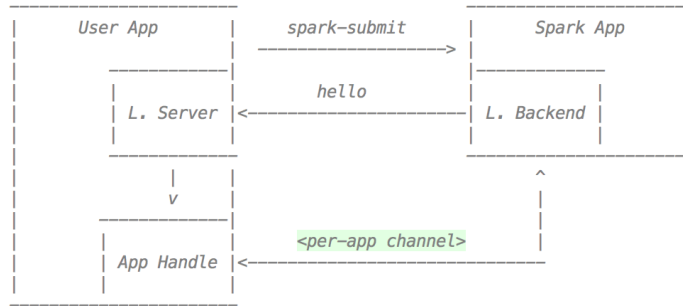 User App spark-submit Spark App
hello
L. Server L. Backend
v ^
<per-app channel>
App Handle